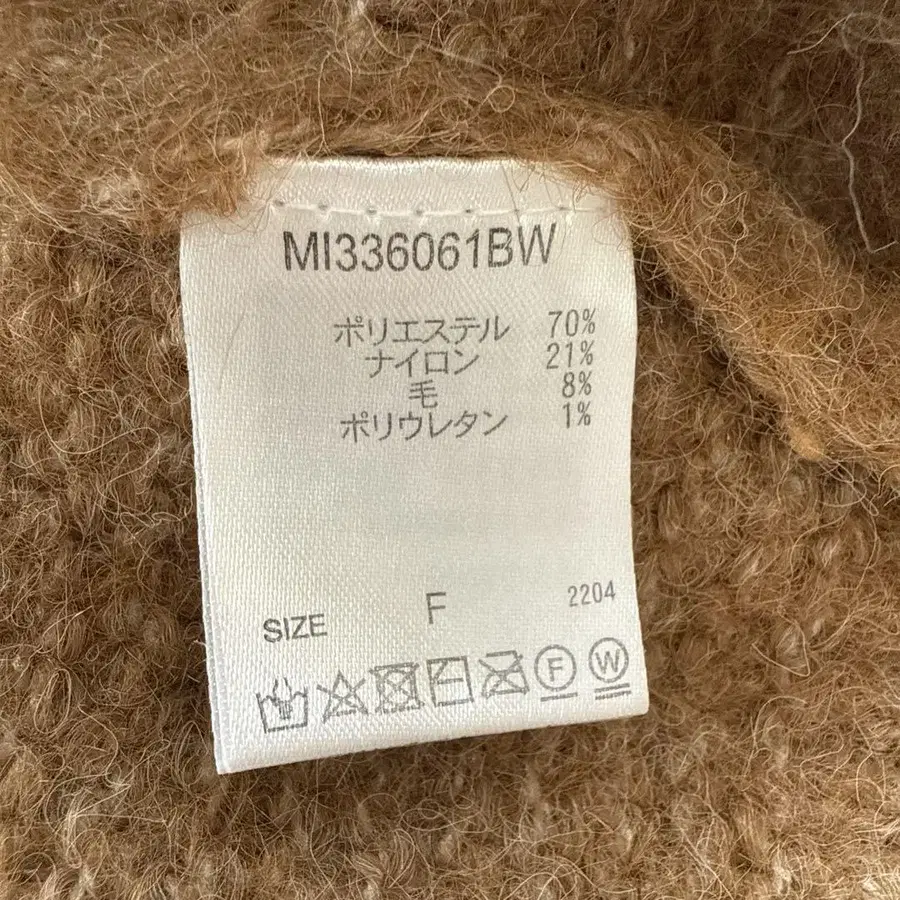 MI336061BW
ポリエステル 70%
ナイロン 21%
毛 8%
ポリウレタン 1%
2204
SIZE F
F W